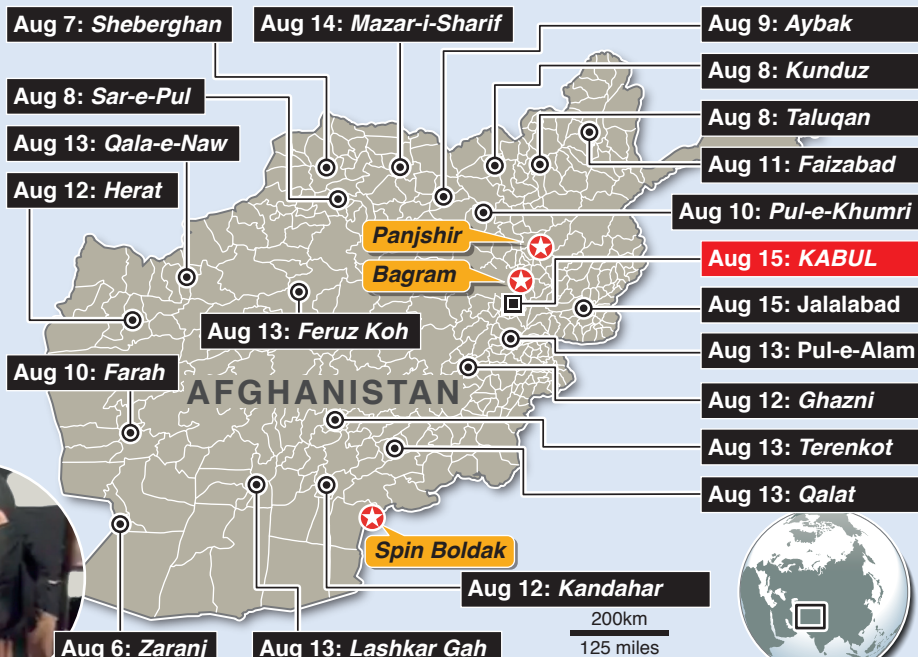 Aug 7: Sheberghan
Aug 14: Mazar-i-Sharif
Aug 9: Aybak
Aug 8: Kunduz
Aug 8: Sar-e-Pul
Aug 8: Taluqan
Aug 13: Qala-e-Naw
Aug 11: Faizabad
Aug 12: Herat
Aug 10: Pul-e-Khumri
Panjshir
Aug 15: KABUL
Bagram
Aug 15: Jalalabad
Aug 13: Feruz Koh
Aug 13: Pul-e-Alam
Aug 10: Farah
AFGHANISTAN
Aug 12: Ghazni
Aug 13: Terenkot
Aug 13: Qalat
Spin Boldak
Aug 12: Kandahar
200km
125 miles
Aug 6: Zaranj
Aug 13: Lashkar Gah